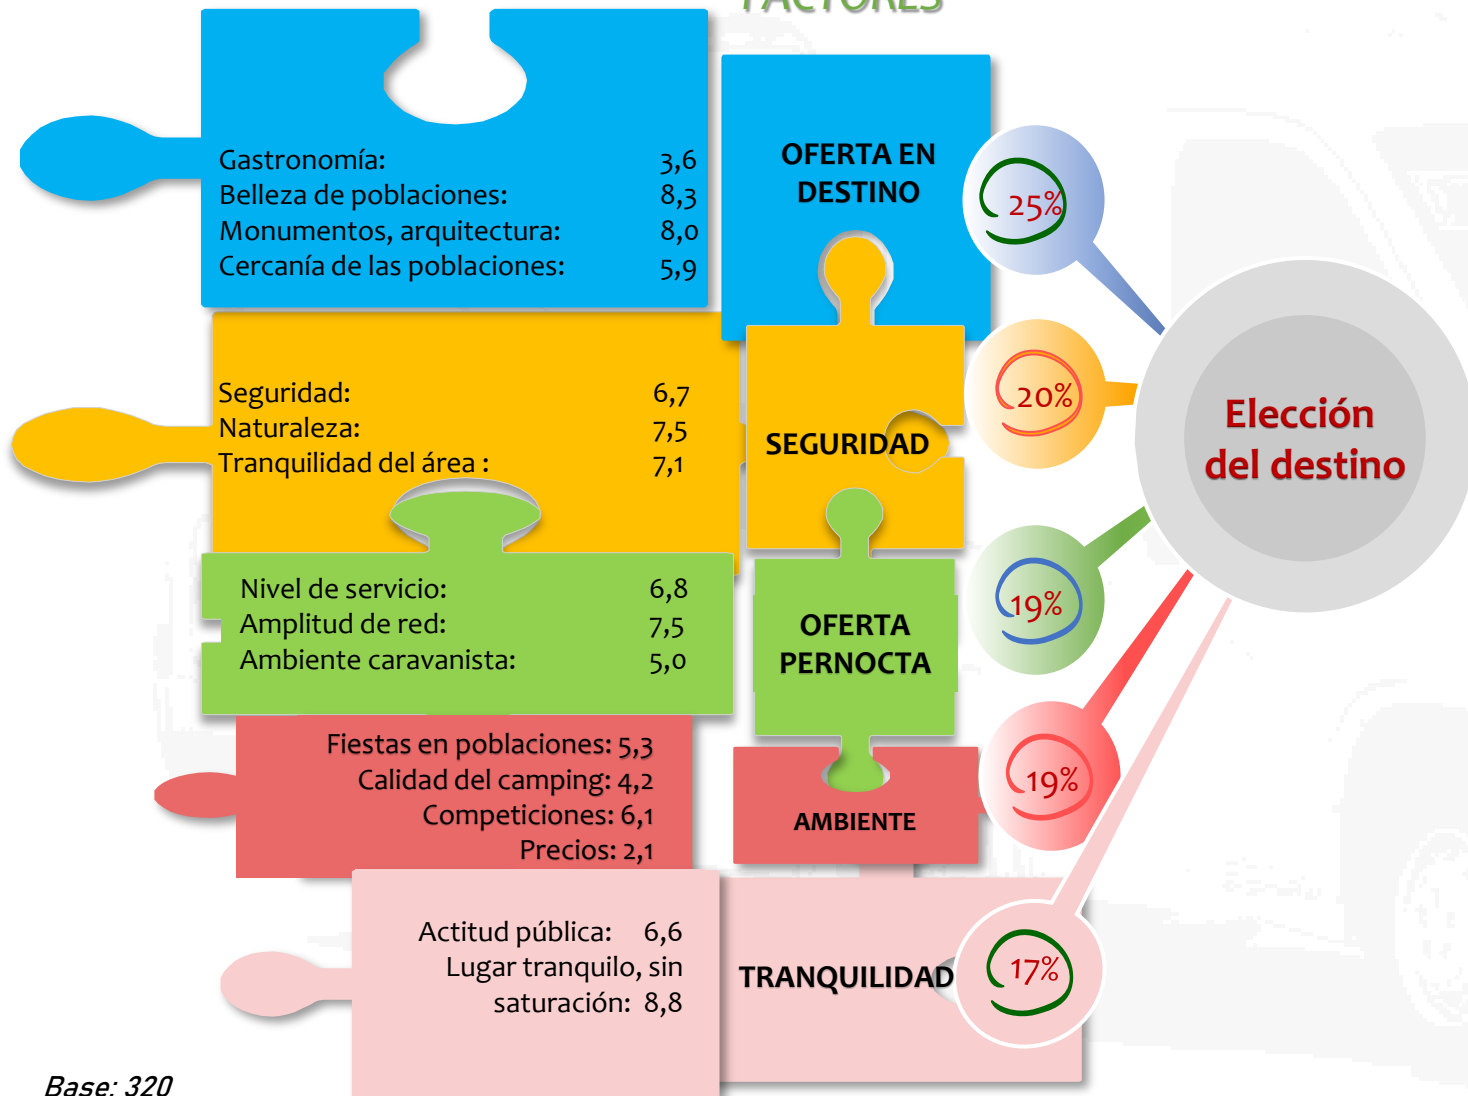 FACTORES
Gastronomía: 3,6
Belleza de poblaciones: 8,3
Monumentos, arquitectura: 8,0
Cercanía de las poblaciones: 5,9
OFERTA EN
DESTINO
25%
Seguridad: 6,7
Naturaleza: 7,5
Tranquilidad del área : 7,1
SEGURIDAD
20%
Elección
del destino
Nivel de servicio: 6,8
Amplitud de red: 7,5
Ambiente caravanista: 5,0
OFERTA
PERNOCTA
19%
Fiestas en poblaciones: 5,3
Calidad del camping: 4,2
Competiciones: 6,1
Precios: 2,1
AMBIENTE
19%
Actitud pública: 6,6
Lugar tranquilo, sin
saturación: 8,8
TRANQUILIDAD
17%
Base: 320